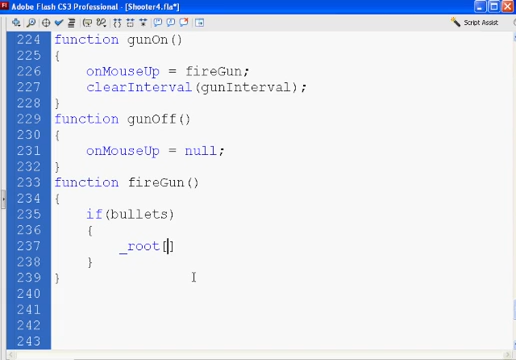 Adobe Flash CS3 Professional - [Shooter4.fla*]
Script Assist
224 function gunOn()
225 {
226 onMouseUp = fireGun;
227 clearInterval(gunInterval);
228 }
229 function gunOff()
230 {
231 onMouseUp = null;
232 }
233 function fireGun()
234 {
235 if(bullets)
236 {
237 _root[]
238 }
239 }
240
241
242
243